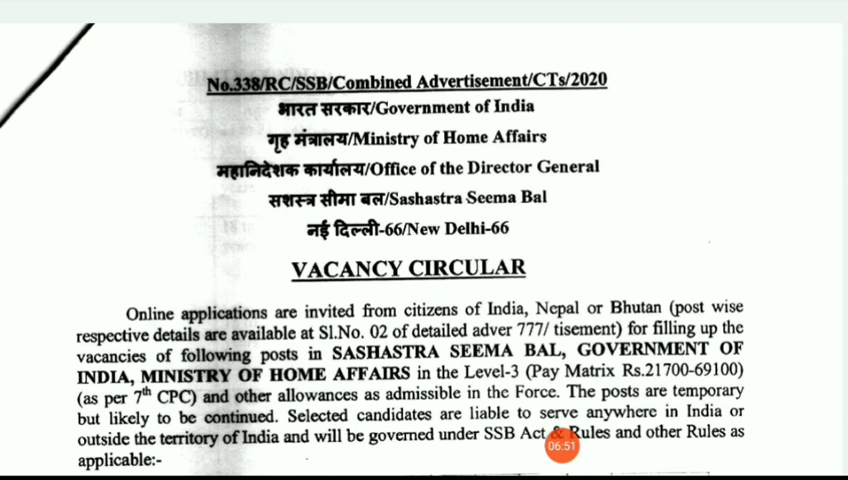 No.338/RC/SSB/Combined Advertisement/CTs/2020
भारत सरकार/Government of India
गृह मंत्रालय/Ministry of Home Affairs
महानिदेशक कार्यालय/Office of the Director General
सशस्त्र सीमा बल/Sashastra Seema Bal
नई दिल्ली-66/New Delhi-66
VACANCY CIRCULAR
Online applications are invited from citizens of India, Nepal or Bhutan (post wise
respective details are available at Sl.No. 02 of detailed adver 777/ tisement) for filling up the
vacancies of following posts in SASHASTRA SEEMA BAL, GOVERNMENT OF
INDIA, MINISTRY OF HOME AFFAIRS in the Level-3 (Pay Matrix Rs.21700-69100)
(as per 7th CPC) and other allowances as admissible in the Force. The posts are temporary
but likely to be continued. Selected candidates are liable to serve anywhere in India or
outside the territory of India and will be governed under SSB Act & Rules and other Rules as
applicable:-
06:51